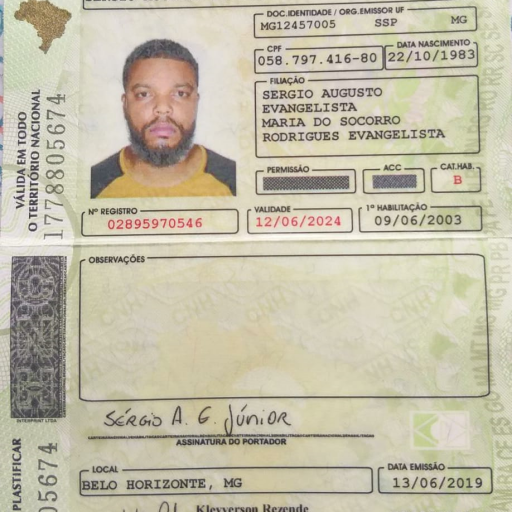 DOC.IDENTIDADE / ORG.EMISSOR UF
MG12457005 SSP MG
CPF
058.797.416-80
DATA NASCIMENTO
22/10/1983
FILIAÇÃO
SERGIO AUGUSTO
EVANGELISTA
MARIA DO SOCORRO
RODRIGUES EVANGELISTA
PERMISSÃO
ACC
CAT.HAB.
B
Nº REGISTRO
02895970546
VALIDADE
12/06/2024
1ª HABILITAÇÃO
09/06/2003
VÁLIDA EM TODO
O TERRITÓRIO NACIONAL
1778805674
OBSERVAÇÕES
INTERPRINT LTDA
SÉRGIO A. E. JÚNIOR
ASSINATURA DO PORTADOR
LOCAL
BELO HORIZONTE, MG
DATA EMISSÃO
13/06/2019
PLASTIFICAR
05674
Kleyverson Rezende